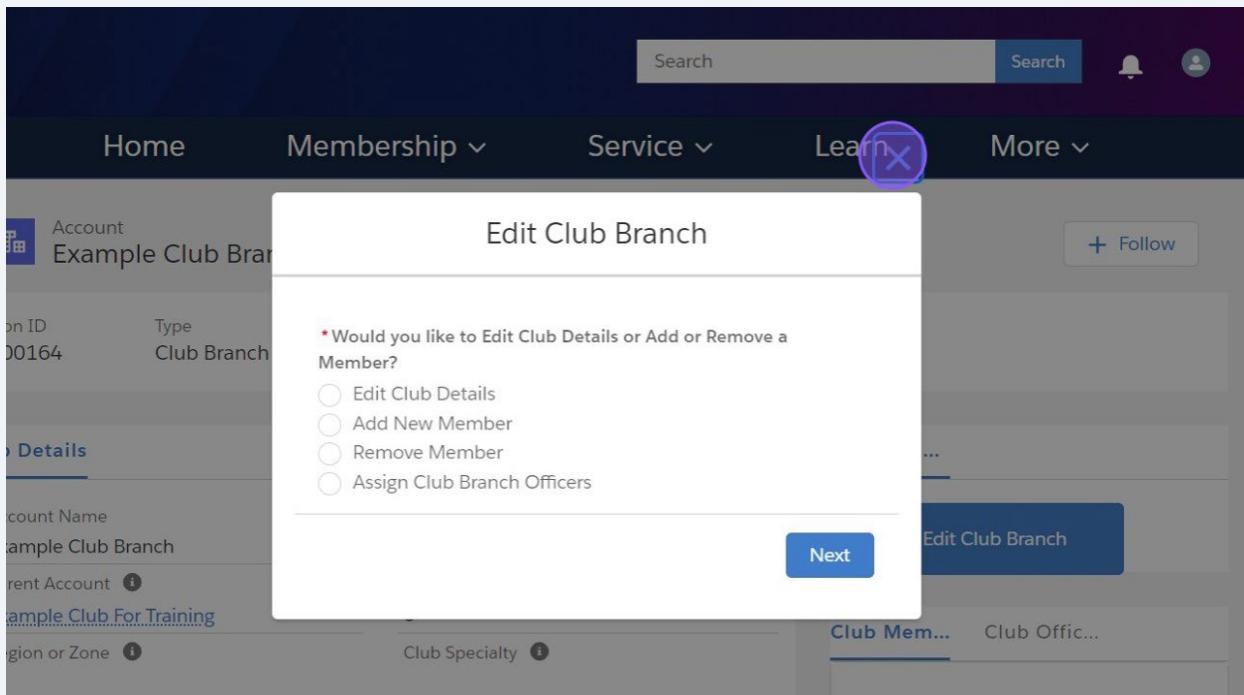 Search Search
Home Membership Service Learn More
Account
Example Club Bran
+ Follow
Edit Club Branch
on ID Type
00164 Club Branch
* Would you like to Edit Club Details or Add or Remove a
Member?
Edit Club Details
Add New Member
Remove Member
Assign Club Branch Officers
Next
Details
...
Edit Club Branch
ccount Name
ample Club Branch
rent Account
ample Club For Training
egion or Zone
Club Specialty
Club Mem... Club Offic...